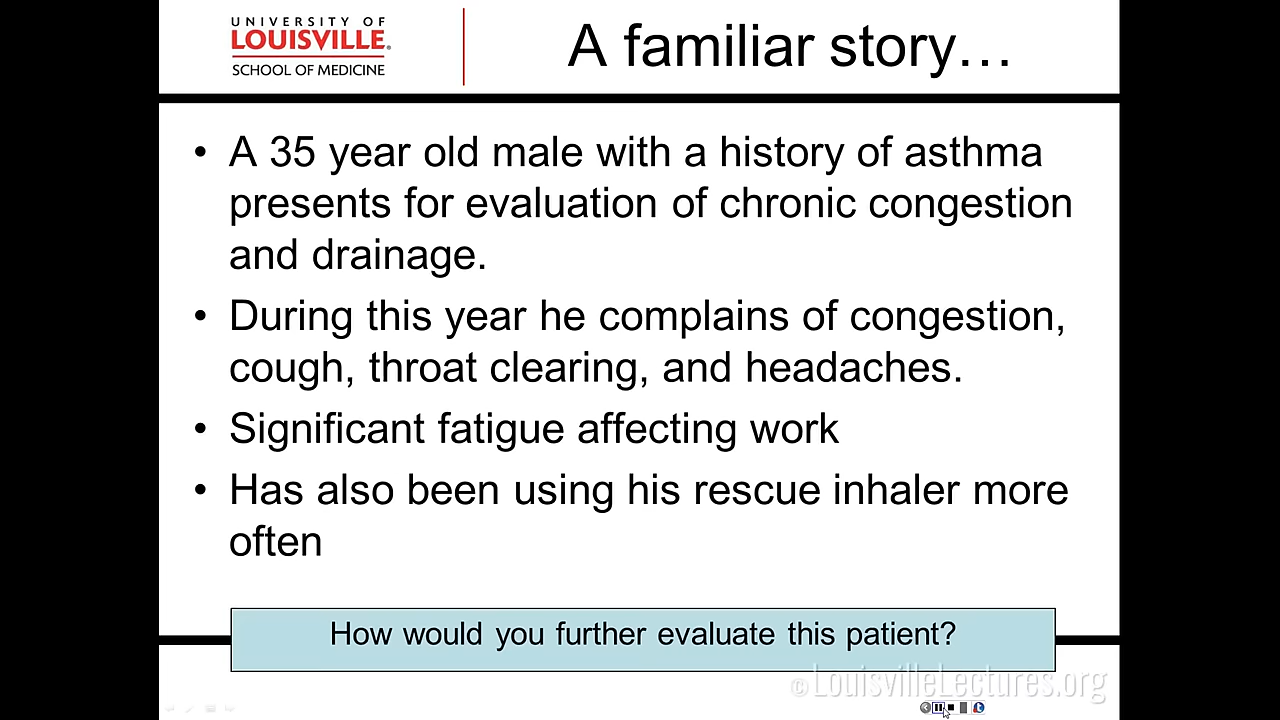 UNIVERSITY OF
LOUISVILLE®
SCHOOL OF MEDICINE
A familiar story…
• A 35 year old male with a history of asthma
presents for evaluation of chronic congestion
and drainage.
• During this year he complains of congestion,
cough, throat clearing, and headaches.
• Significant fatigue affecting work
• Has also been using his rescue inhaler more
often
How would you further evaluate this patient?
© LouisvilleLectures.org